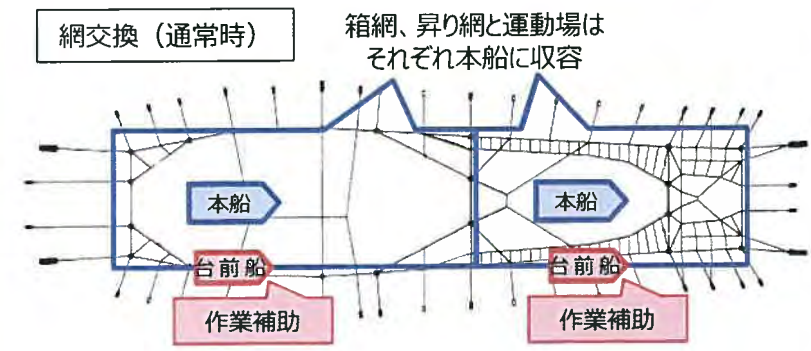 網交換（通常時）
箱網、昇り網と運動場は
それぞれ本船に収容
本船
本船
台前船
台前船
作業補助
作業補助